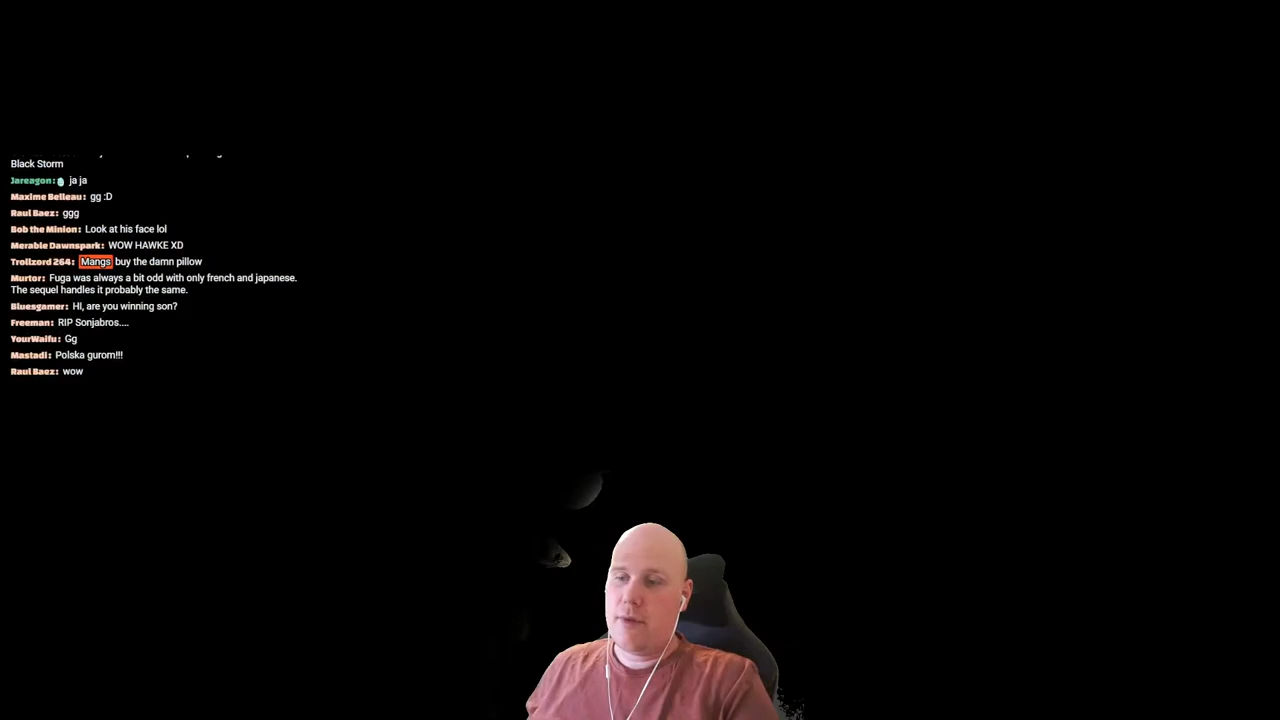 Black Storm
Jareagon: ja ja
Maxime Belleau: gg :D
Raul Baez: ggg
Bob the Minion: Look at his face lol
Merable Dawnspark: WOW HAWKE XD
Trollzord 264: Mangs buy the damn pillow
Murtor: Fuga was always a bit odd with only french and japanese.
The sequel handles it probably the same.
Bluesgamer: HI, are you winning son?
Freeman: RIP Sonjabros....
YourWaifu: Gg
Mastadi: Polska gurom!!!
Raul Baez: wow